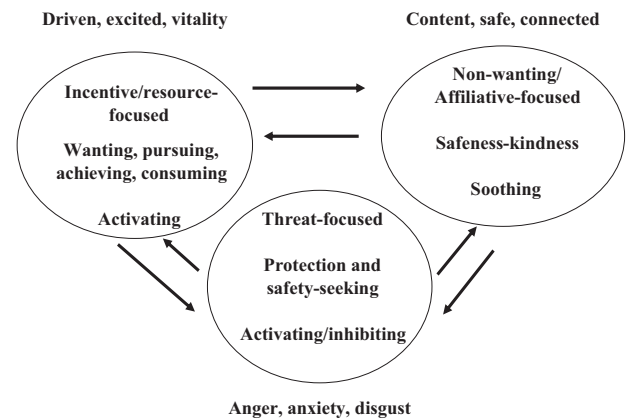 Driven, excited, vitality
Content, safe, connected
Incentive/resource-
focused
Wanting, pursuing,
achieving, consuming
Activating
Non-wanting/
Affiliative-focused
Safeness-kindness
Soothing
Threat-focused
Protection and
safety-seeking
Activating/inhibiting
Anger, anxiety, disgust